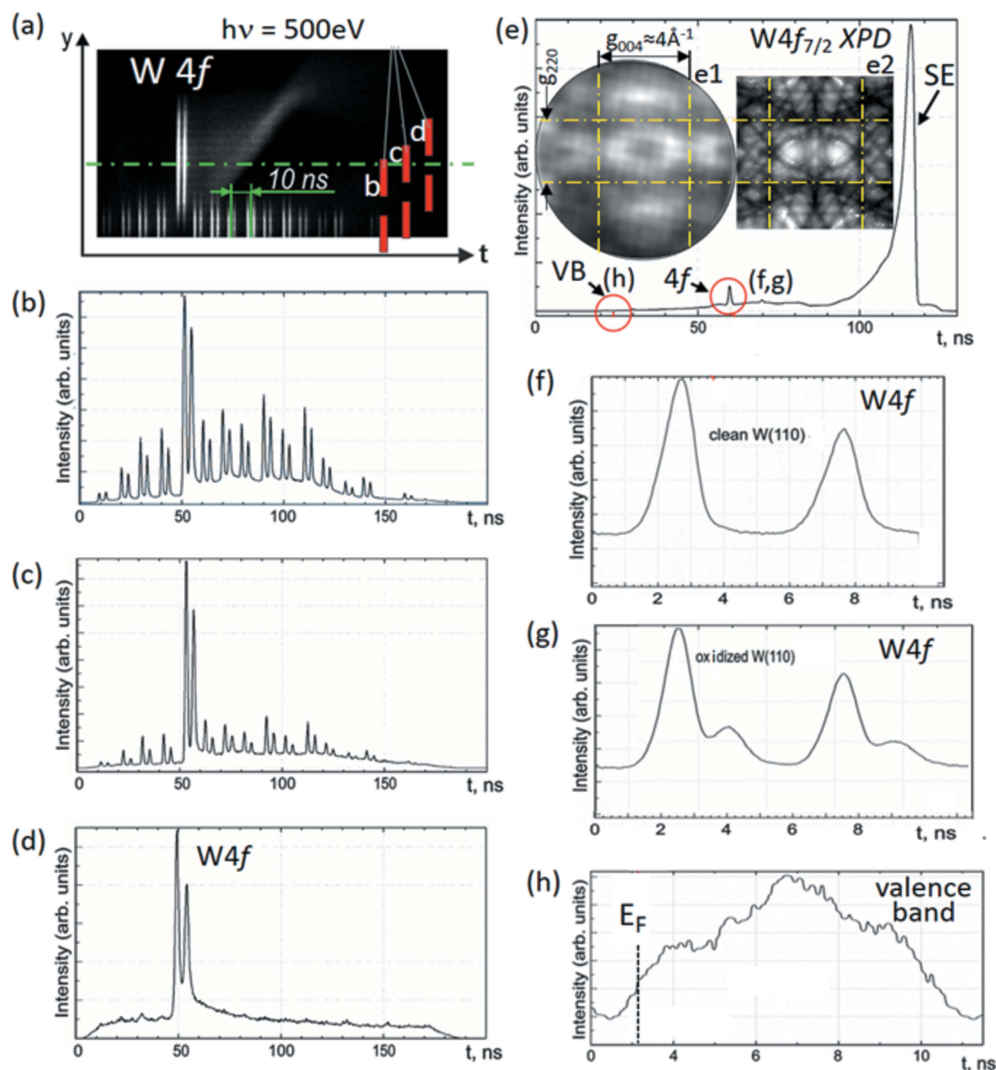 (a)
y
hν = 500eV
W 4f
10 ns
b
c
d
t
(b)
Intensity (arb. units)
0 50 100 150
t, ns
(c)
Intensity (arb. units)
0 50 100 150
t, ns
(d)
Intensity (arb. units)
W4f
0 50 100 150
t, ns
(e)
Intensity (arb. units)
g004≈4Å-1
g220
e1
W4f7/2 XPD
e2
SE
VB
(h)
4f
(f,g)
0 50 100
t, ns
(f)
Intensity (arb. units)
W4f
clean W(110)
0 2 4 6 8
t, ns
(g)
Intensity (arb. units)
W4f
oxidized W(110)
0 2 4 6 8
t, ns
(h)
Intensity (arb. units)
EF
valence
band
0 2 4 6 8 10
t, ns